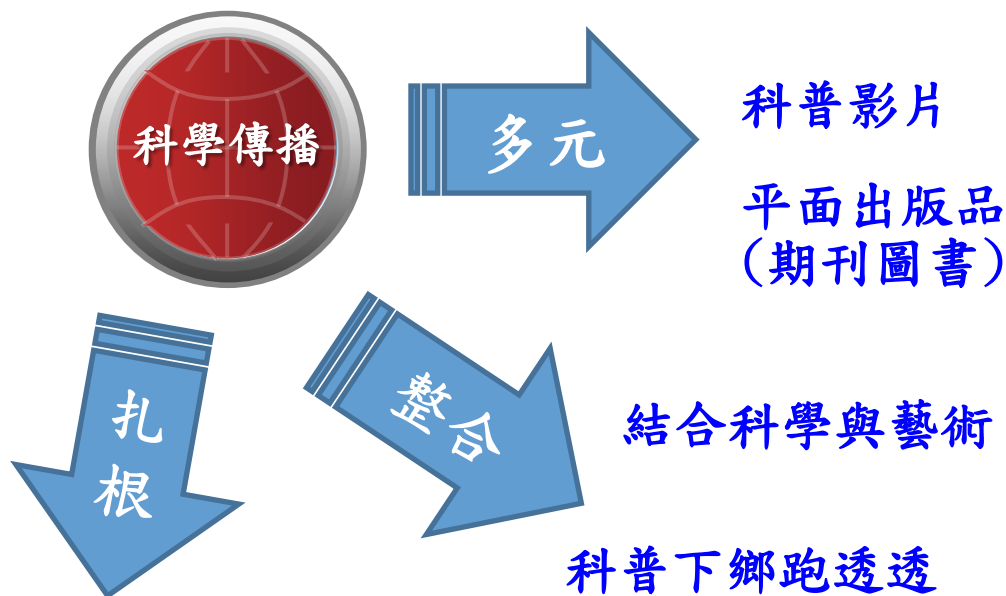 科學傳播
多元
科普影片
平面出版品
(期刊圖書)
扎
根
整合
結合科學與藝術
科普下鄉跑透透